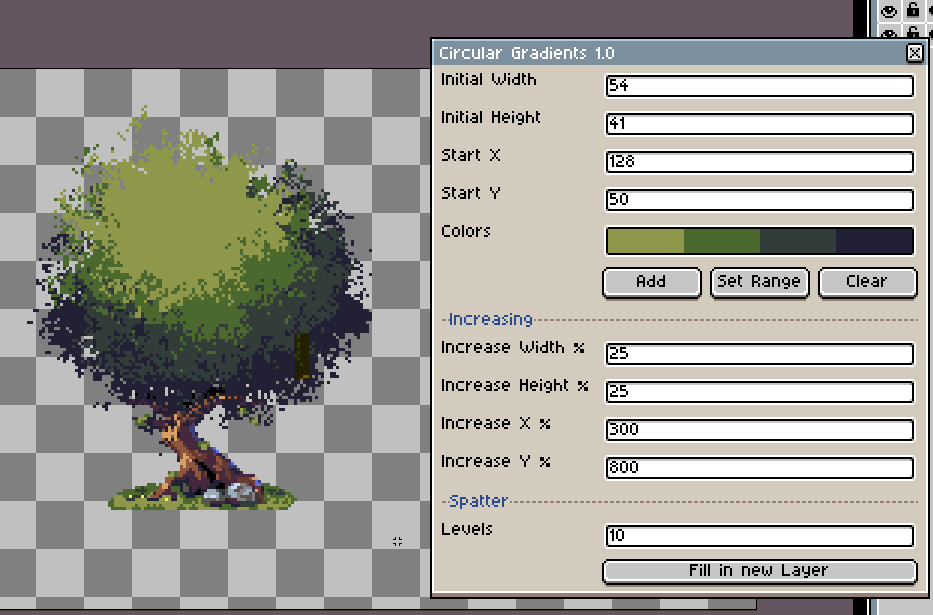 Circular Gradients 1.0
Initial Width 54
Initial Height 41
Start X 128
Start Y 50
Colors
Add Set Range Clear
Increasing
Increase Width % 25
Increase Height % 25
Increase X % 300
Increase Y % 800
Spatter
Levels 10
Fill in new Layer